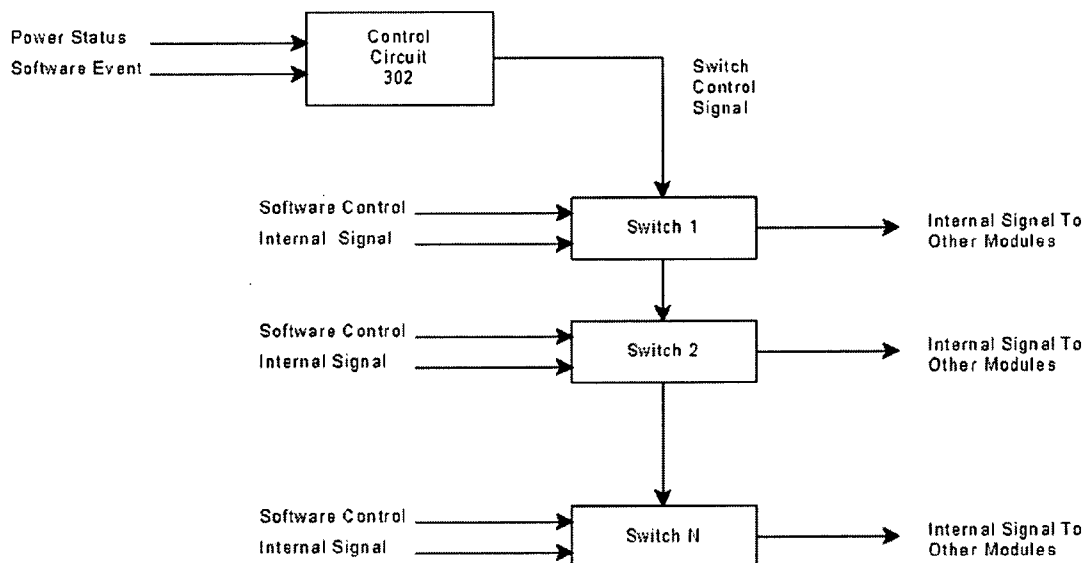 Power Status
Software Event
Control
Circuit
302
Switch
Control
Signal
Software Control
Internal Signal
Switch 1
Internal Signal To
Other Modules
Software Control
Internal Signal
Switch 2
Internal Signal To
Other Modules
Software Control
Internal Signal
Switch N
Internal Signal To
Other Modules